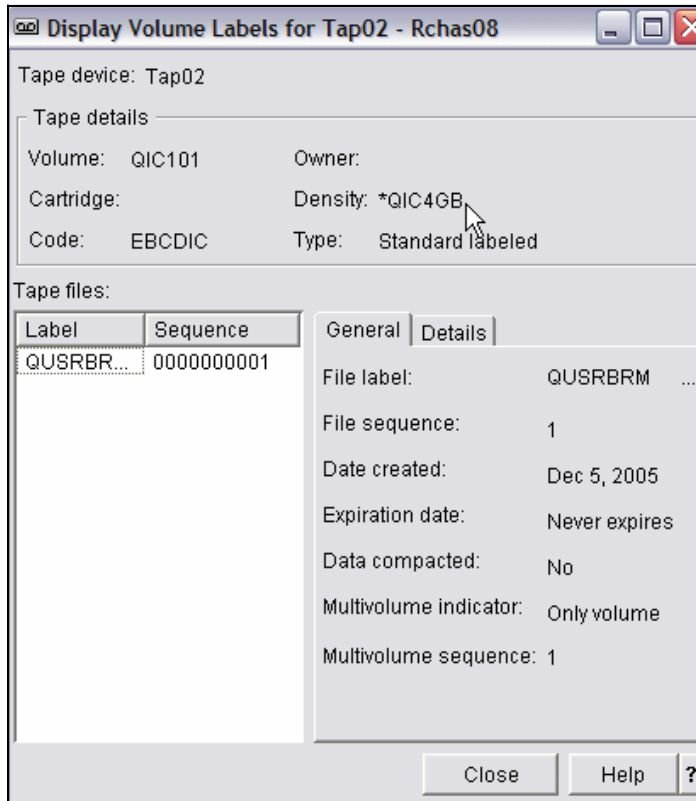 Display Volume Labels for Tap02 - Rchas08
Tape device: Tap02
Tape details
Volume: QIC101 Owner:
Cartridge: Density: *QIC4GB
Code: EBCDIC Type: Standard labeled
Tape files:
Label Sequence
QUSRBR... 0000000001
General Details
File label: QUSRBRM ...
File sequence: 1
Date created: Dec 5, 2005
Expiration date: Never expires
Data compacted: No
Multivolume indicator: Only volume
Multivolume sequence: 1
Close Help ?